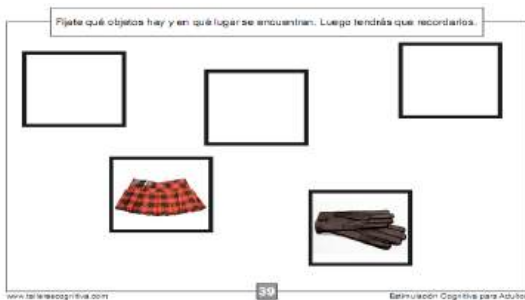 Fíjate qué objetos hay y en qué lugar se encuentran. Luego tendrás que recordarlos.
www.tallerescognitiva.com
39
Estimulación Cognitiva para Adulto